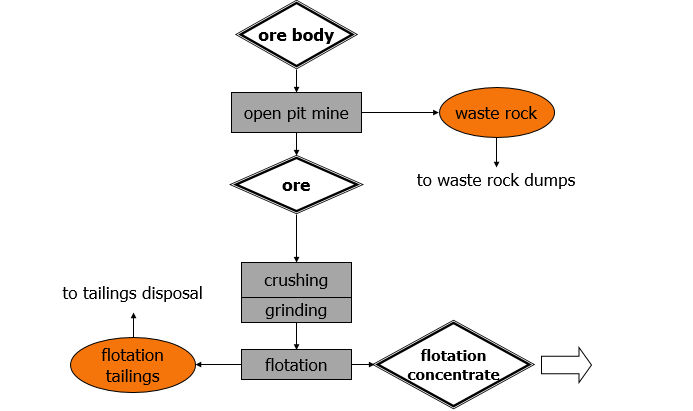 ore body
open pit mine
waste rock
to waste rock dumps
ore
crushing
grinding
to tailings disposal
flotation
tailings
flotation
flotation
concentrate